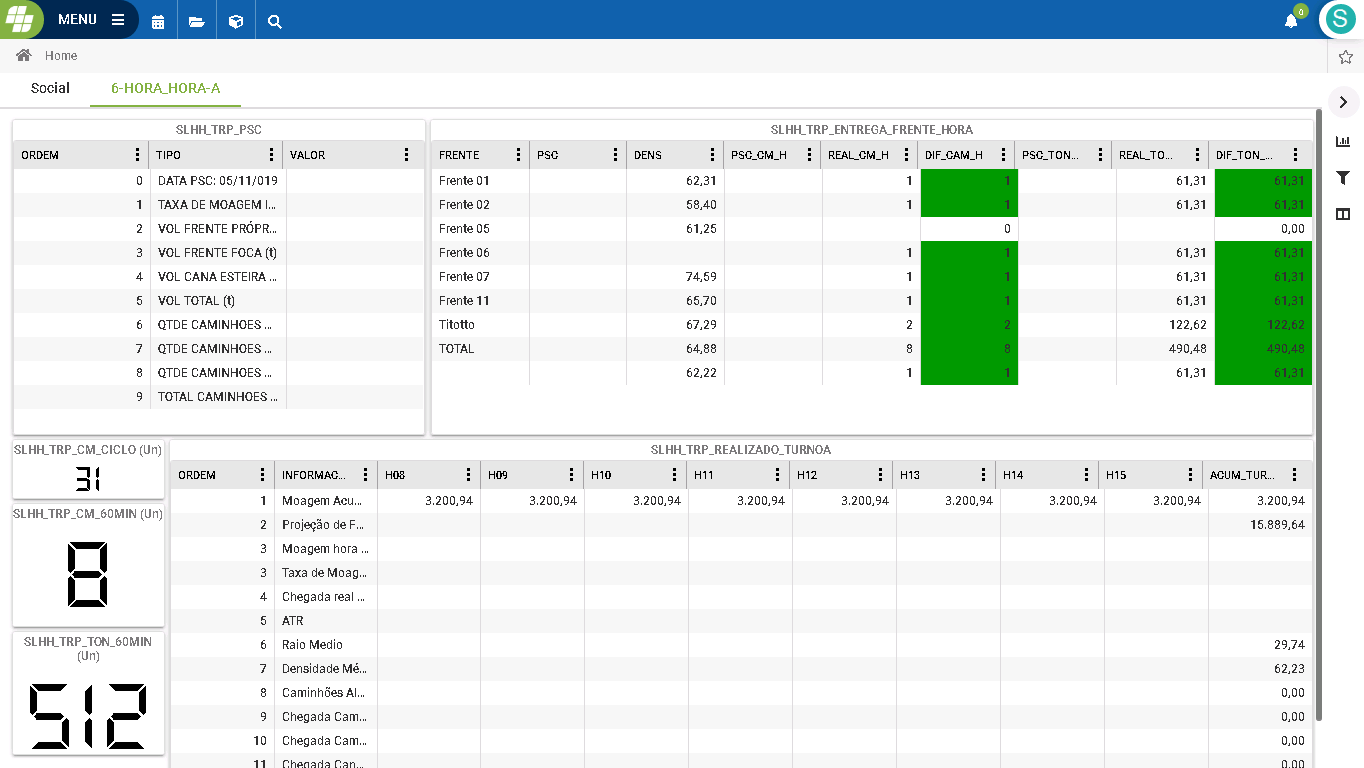 MENU
0
S
Home
Social 6-HORA_HORA-A
SLHH_TRP_PSC
ORDEM TIPO VALOR
0 DATA PSC: 05/11/019
1 TAXA DE MOAGEM I...
2 VOL FRENTE PRÓPR...
3 VOL FRENTE FOCA (t)
4 VOL CANA ESTEIRA ...
5 VOL TOTAL (t)
6 QTDE CAMINHOES ...
7 QTDE CAMINHOES ...
8 QTDE CAMINHOES ...
9 TOTAL CAMINHOES ...
SLHH_TRP_ENTREGA_FRENTE_HORA
FRENTE PSC DENS PSC_CM_H REAL_CM_H DIF_CAM_H PSC_TON... REAL_TO... DIF_TON_...
Frente 01 62,31 1 1 61,31 61,31
Frente 02 58,40 1 1 61,31 61,31
Frente 05 61,25 0 0,00
Frente 06 1 1 61,31 61,31
Frente 07 74,59 1 1 61,31 61,31
Frente 11 65,70 1 1 61,31 61,31
Titotto 67,29 2 2 122,62 122,62
TOTAL 64,88 8 8 490,48 490,48
62,22 1 1 61,31 61,31
SLHH_TRP_CM_CICLO (Un)
31
SLHH_TRP_CM_60MIN (Un)
8
SLHH_TRP_TON_60MIN
(Un)
512
SLHH_TRP_REALIZADO_TURNOA
ORDEM INFORMAC... H08 H09 H10 H11 H12 H13 H14 H15 ACUM_TUR...
1 Moagem Acu... 3.200,94 3.200,94 3.200,94 3.200,94 3.200,94 3.200,94 3.200,94 3.200,94 3.200,94
2 Projeção de F... 15.889,64
3 Moagem hora ...
3 Taxa de Moag...
4 Chegada real ...
5 ATR
6 Raio Medio 29,74
7 Densidade Mé... 62,23
8 Caminhões Al... 0,00
9 Chegada Cam... 0,00
10 Chegada Cam... 0,00
11 Chegada Can... 0,00